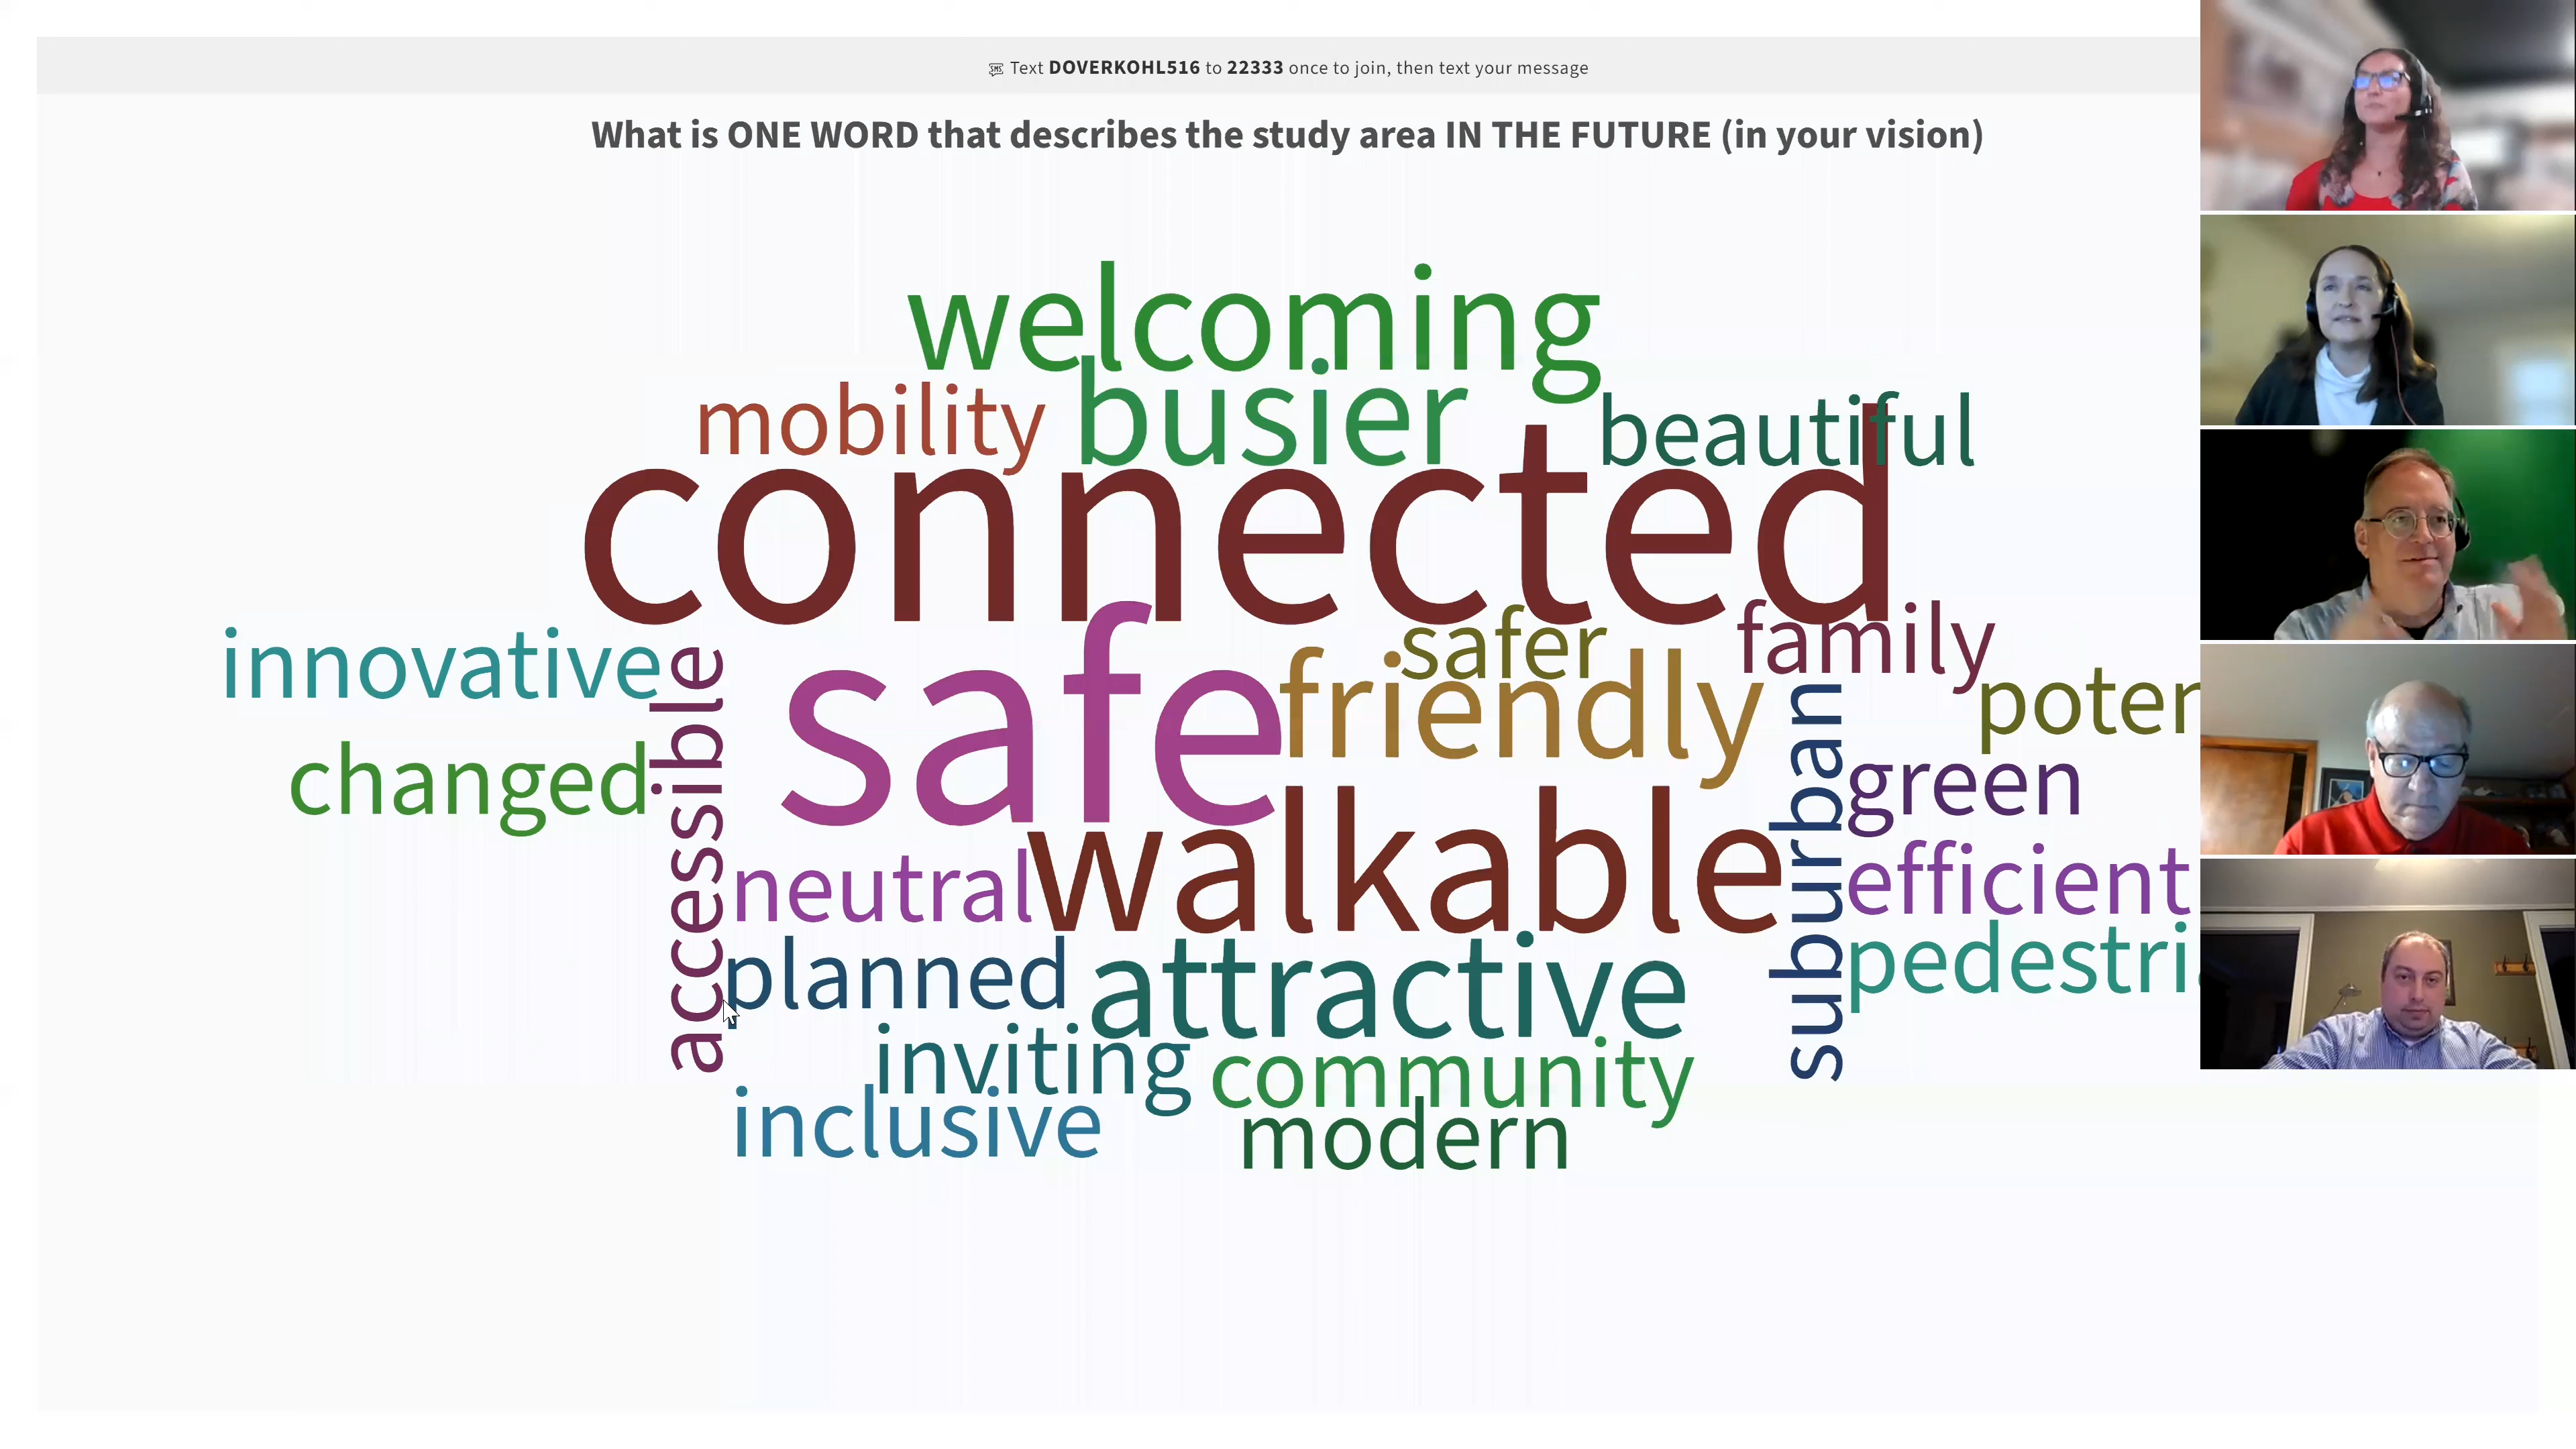 Text DOVERKOHL516 to 22333 once to join, then text your message
What is ONE WORD that describes the study area IN THE FUTURE (in your vision)
welcoming
mobility
busier
beautiful
connected
innovative
accessible
safe
safer
friendly
family
poten
changed
suburban
green
neutral
walkable
efficient
planned
attractive
pedestri
inviting
community
inclusive
modern